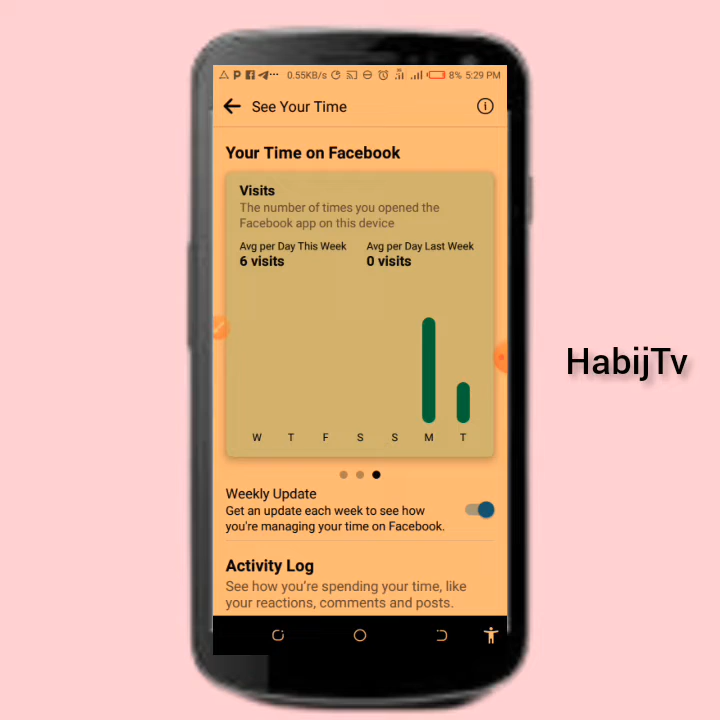 0.55KB/s 8% 5:29 PM
See Your Time
Your Time on Facebook
Visits
The number of times you opened the
Facebook app on this device
Avg per Day This Week Avg per Day Last Week
6 visits 0 visits
W T F S S M T
Weekly Update
Get an update each week to see how
you're managing your time on Facebook.
Activity Log
See how you're spending your time, like
your reactions, comments and posts.
HabijTv